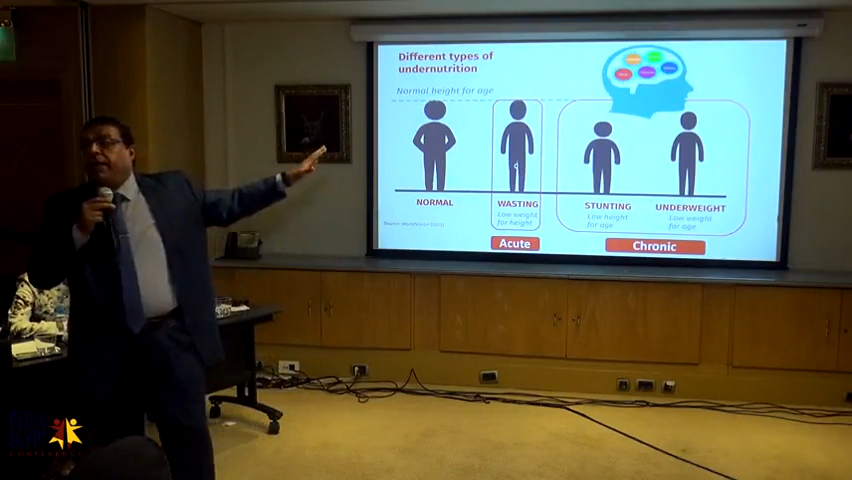 Different types of
undernutrition
Normal height for age
NORMAL
WASTING
Low weight
for height
STUNTING
Low height
for age
UNDERWEIGHT
Low weight
for age
Acute
Chronic
CONFERENCE